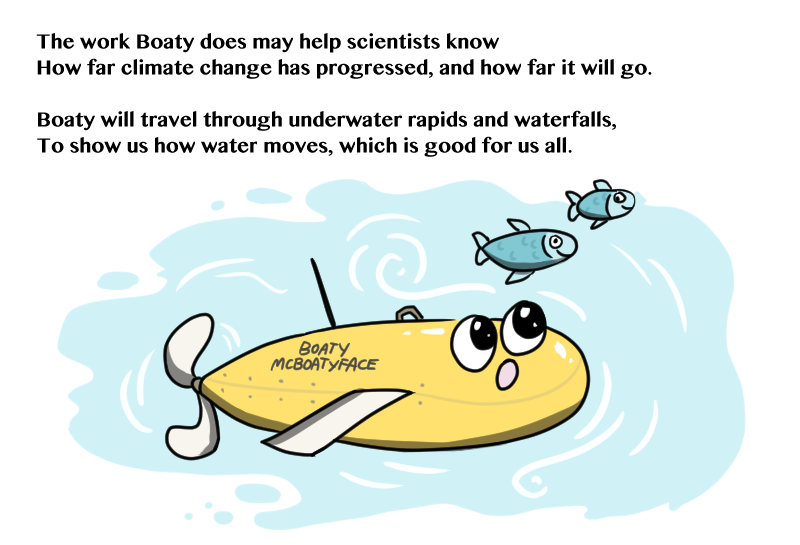 The work Boaty does may help scientists know
How far climate change has progressed, and how far it will go.
Boaty will travel through underwater rapids and waterfalls,
To show us how water moves, which is good for us all.
BOATY
MCBOATYFACE